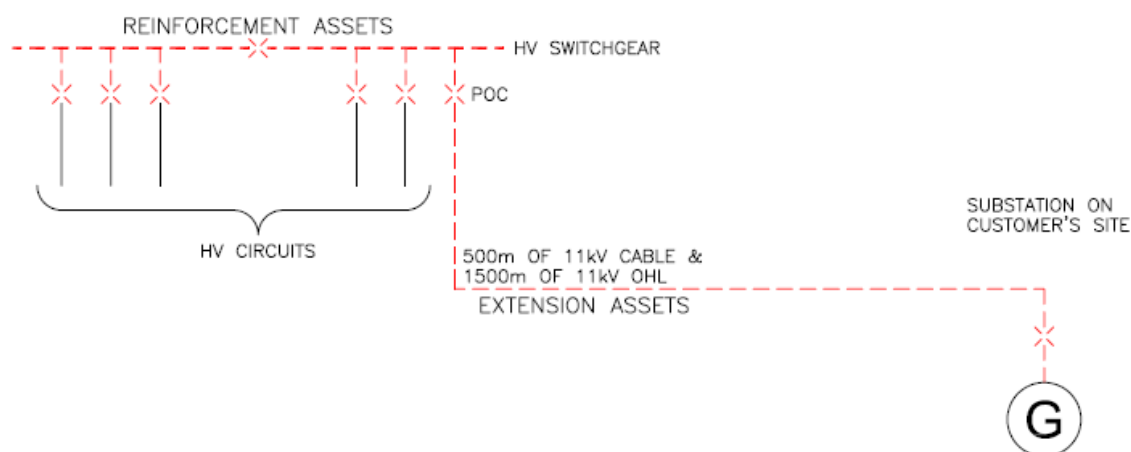 REINFORCEMENT ASSETS
HV SWITCHGEAR
POC
HV CIRCUITS
SUBSTATION ON
CUSTOMER'S SITE
500m OF 11kV CABLE &
1500m OF 11kV OHL
EXTENSION ASSETS
G